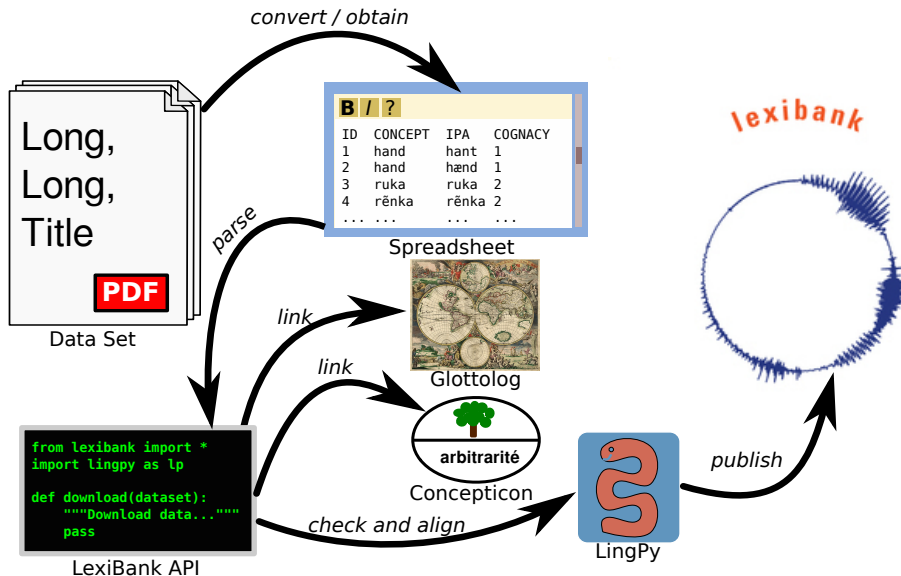 convert / obtain
Long,
Long,
Title
PDF
Data Set
B I ?
ID CONCEPT IPA COGNACY
1 hand hant 1
2 hand hænd 1
3 ruka ruka 2
4 rẽnka rẽnka 2
... ... ... ...
Spreadsheet
lexibank
parse
link
Glottolog
link
arbitrarité
Concepticon
from lexibank import *
import lingpy as lp
def download(dataset):
"""Download data..."""
pass
LexiBank API
check and align
LingPy
publish